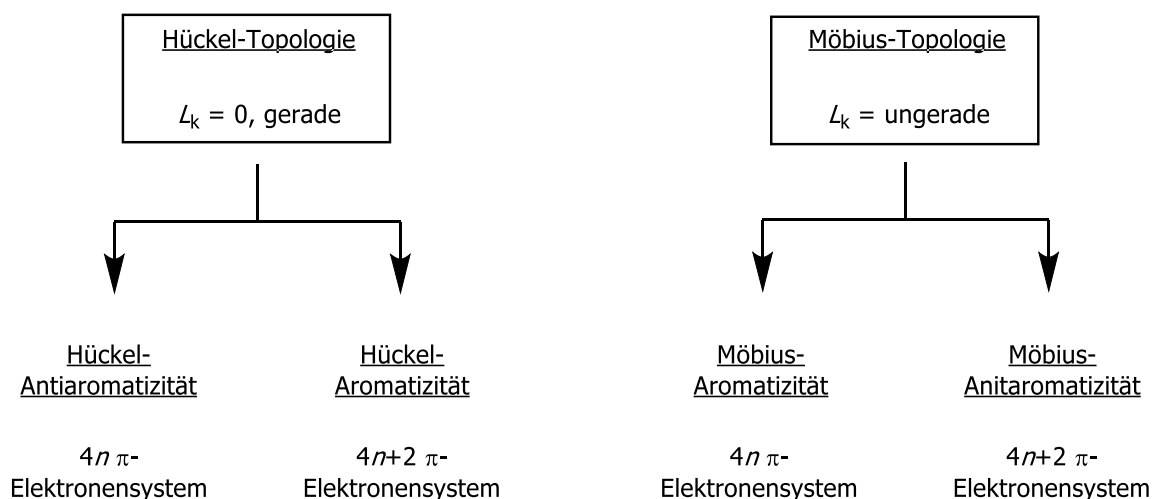 Hückel-Topologie
Lk = 0, gerade
Möbius-Topologie
Lk = ungerade
Hückel-
Antiaromatizität
4n π-
Elektronensystem
Hückel-
Aromatizität
4n+2 π-
Elektronensystem
Möbius-
Aromatizität
4n π-
Elektronensystem
Möbius-
Anitaromatizität
4n+2 π-
Elektronensystem